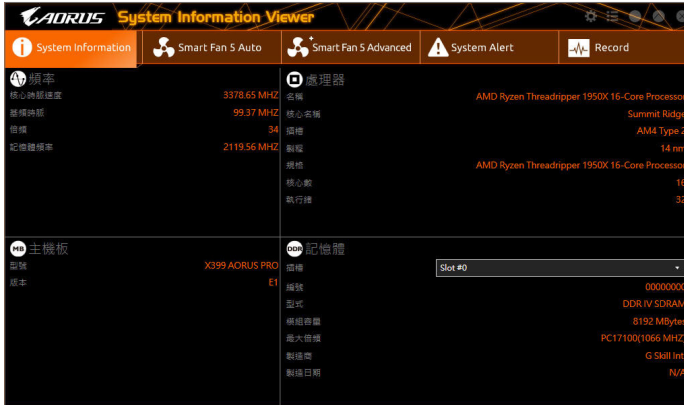 AORUS System Information Viewer
System Information
Smart Fan 5 Auto
Smart Fan 5 Advanced
System Alert
Record
頻率
核心時脈速度 3378.65 MHZ
基頻時脈 99.37 MHZ
倍頻 34
記憶體頻率 2119.56 MHZ
處理器
名稱 AMD Ryzen Threadripper 1950X 16-Core Processor
核心名稱 Summit Ridge
插槽 AM4 Type 2
製程 14 nm
規格 AMD Ryzen Threadripper 1950X 16-Core Processor
核心數 16
執行緒 32
MB 主機板
型號 X399 AORUS PRO
版本 E1
DDR 記憶體
插槽 Slot #0
編號 00000000
型式 DDR IV SDRAM
模組容量 8192 MBytes
最大倍頻 PC17100(1066 MHZ)
製造商 G Skill Intl
製造日期 N/A